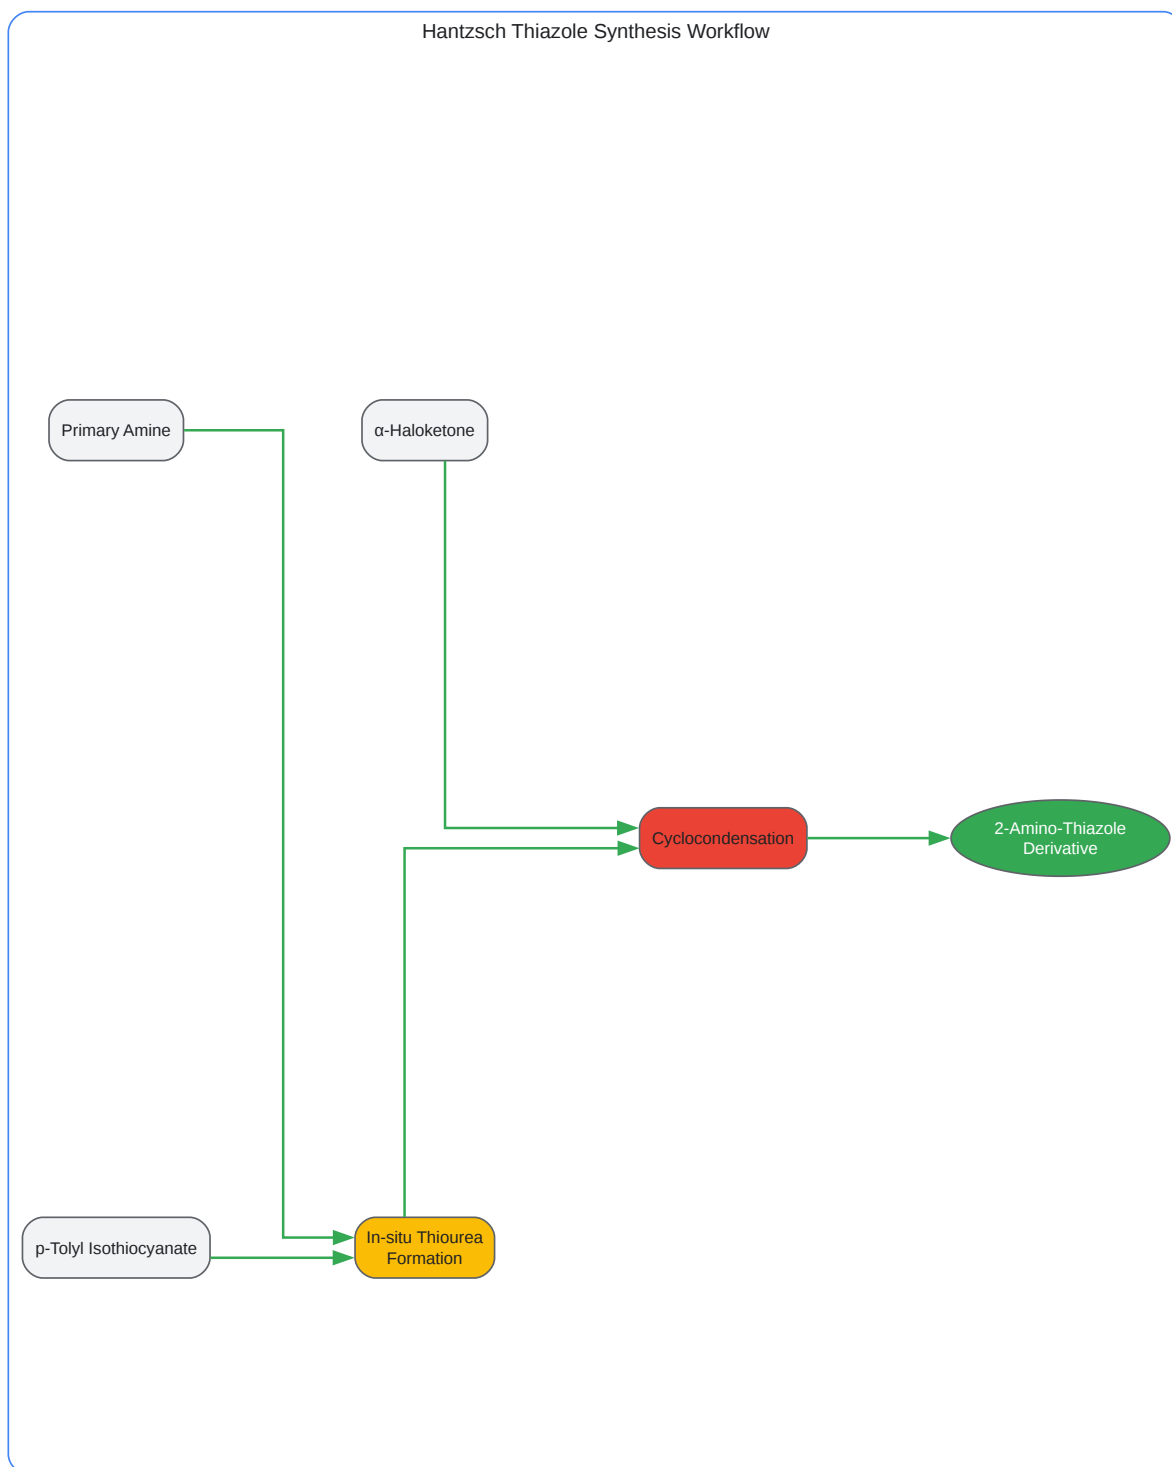 Hantzsch Thiazole Synthesis Workflow
Primary Amine
α-Haloketone
Cyclocondensation
2-Amino-Thiazole
Derivative
p-Tolyl Isothiocyanate
In-situ Thiourea
Formation